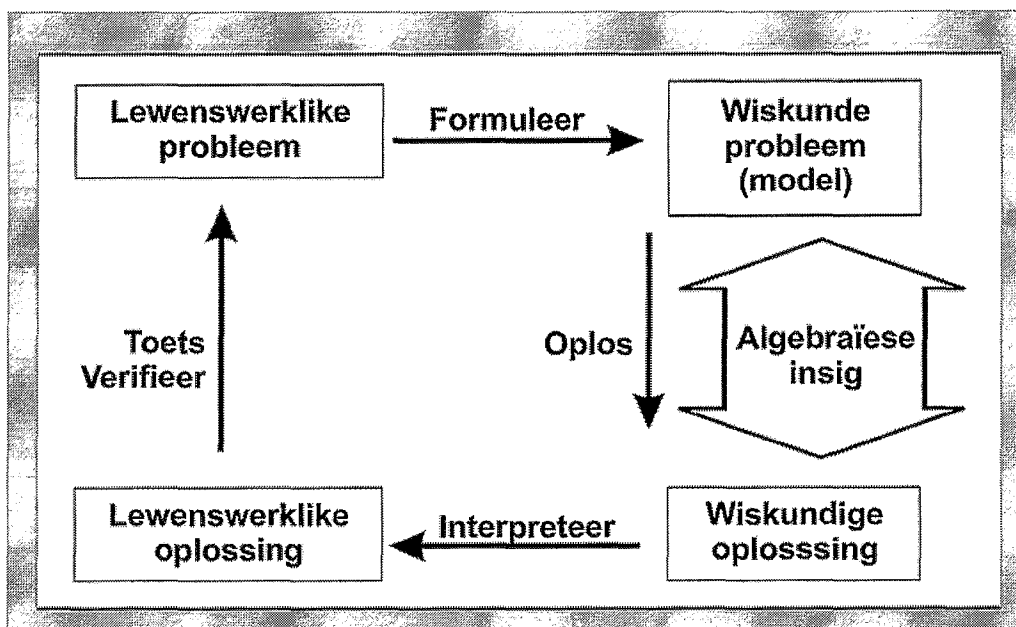 Lewenswerklike
probleem
Formuleer
Wiskunde
probleem
(model)
Toets
Verifieer
Oplos
Algebraïese
insig
Lewenswerklike
oplossing
Interpreteer
Wiskundige
oplosssing